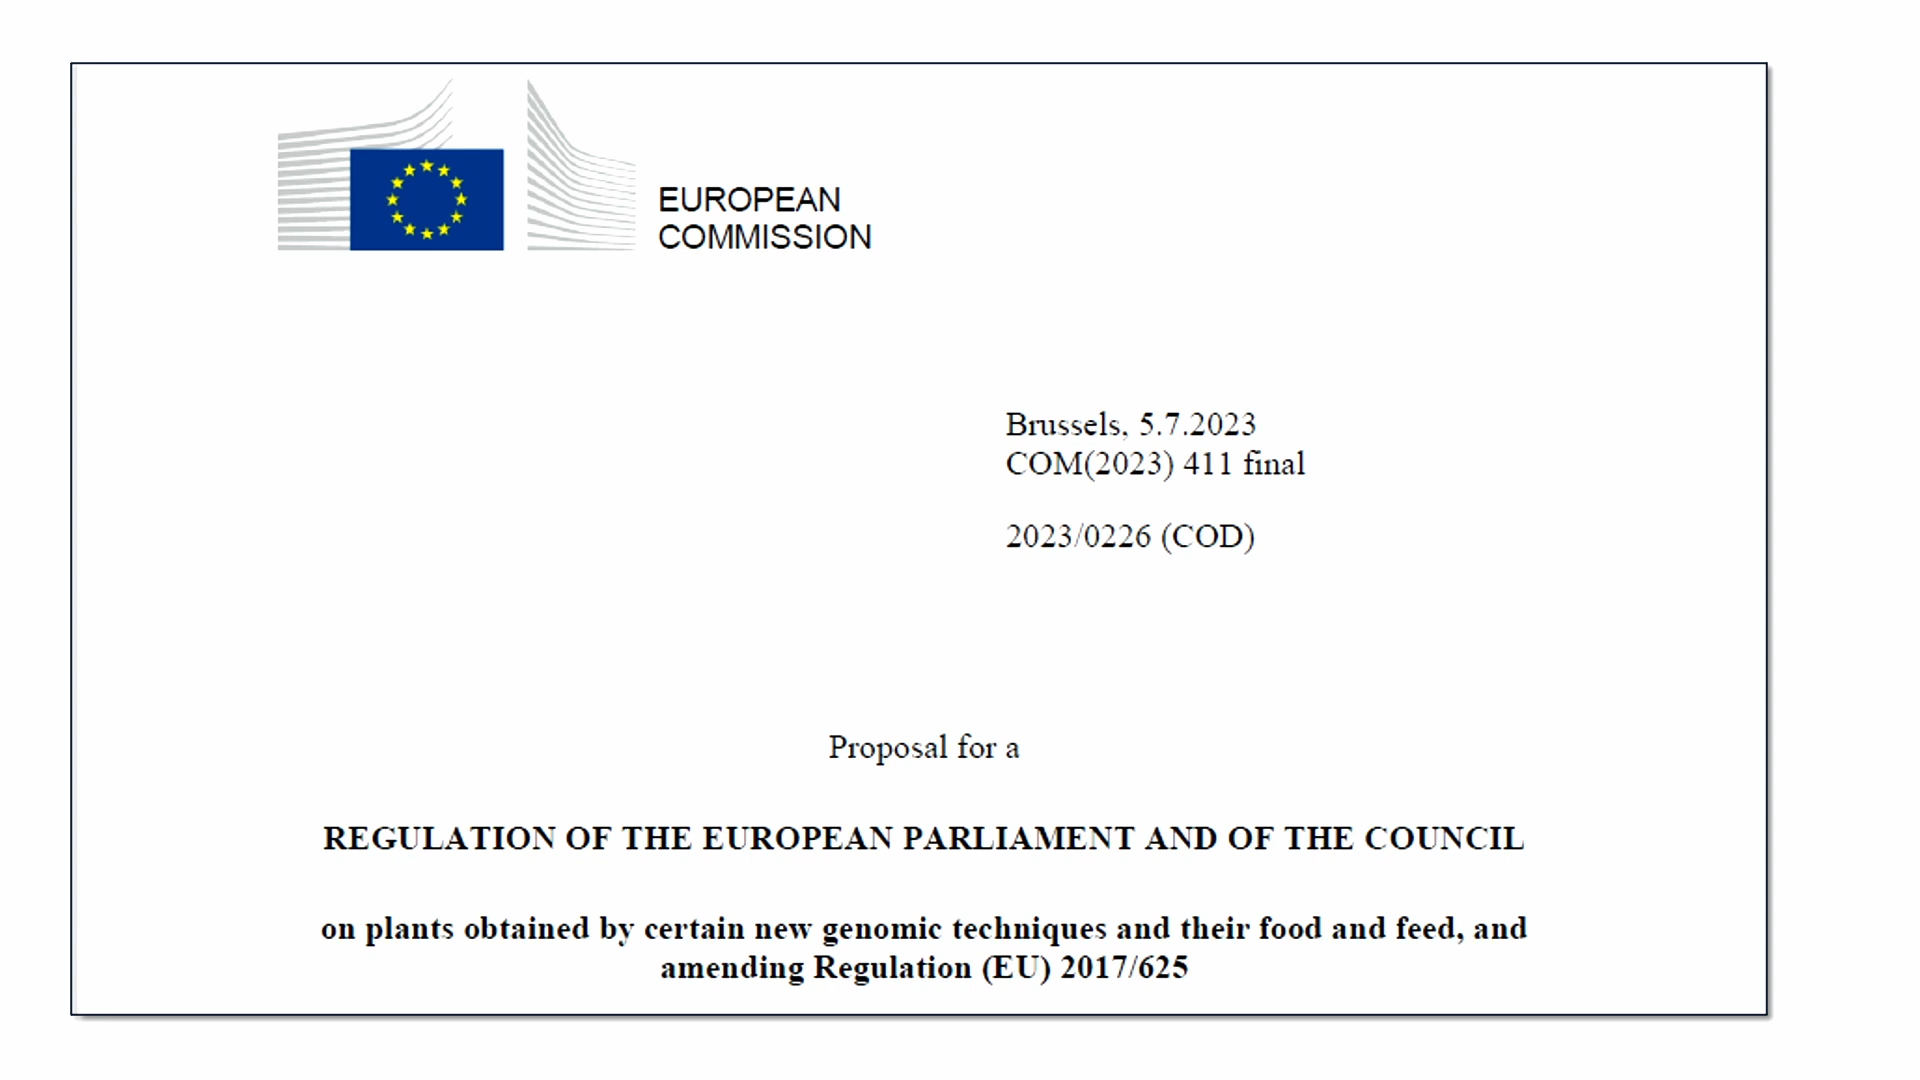 EUROPEAN
COMMISSION
Brussels, 5.7.2023
COM(2023) 411 final
2023/0226 (COD)
Proposal for a
REGULATION OF THE EUROPEAN PARLIAMENT AND OF THE COUNCIL
on plants obtained by certain new genomic techniques and their food and feed, and
amending Regulation (EU) 2017/625